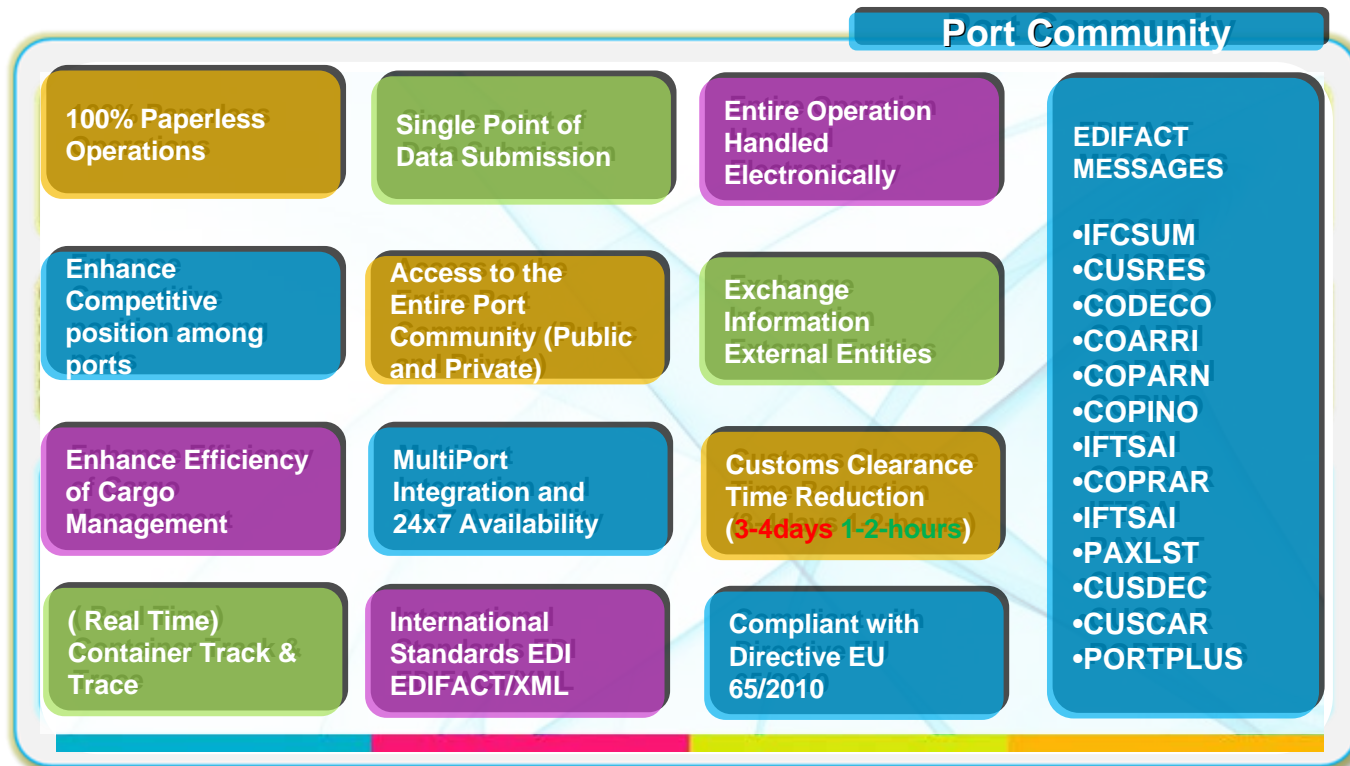 Port Community
100% Paperless
Operations
Single Point of
Data Submission
Entire Operation
Handled
Electronically
Enhance
Competitive
position among
ports
Access to the
Entire Port
Community (Public
and Private)
Exchange
Information
External Entities
Enhance Efficiency
of Cargo
Management
MultiPort
Integration and
24x7 Availability
Customs Clearance
Time Reduction
(3-4days 1-2-hours)
( Real Time)
Container Track &
Trace
International
Standards EDI
EDIFACT/XML
Compliant with
Directive EU
65/2010
EDIFACT
MESSAGES
•IFCSUM
•CUSRES
•CODECO
•COARRI
•COPARN
•COPINO
•IFTSAI
•COPRAR
•IFTSAI
•PAXLST
•CUSDEC
•CUSCAR
•PORTPLUS